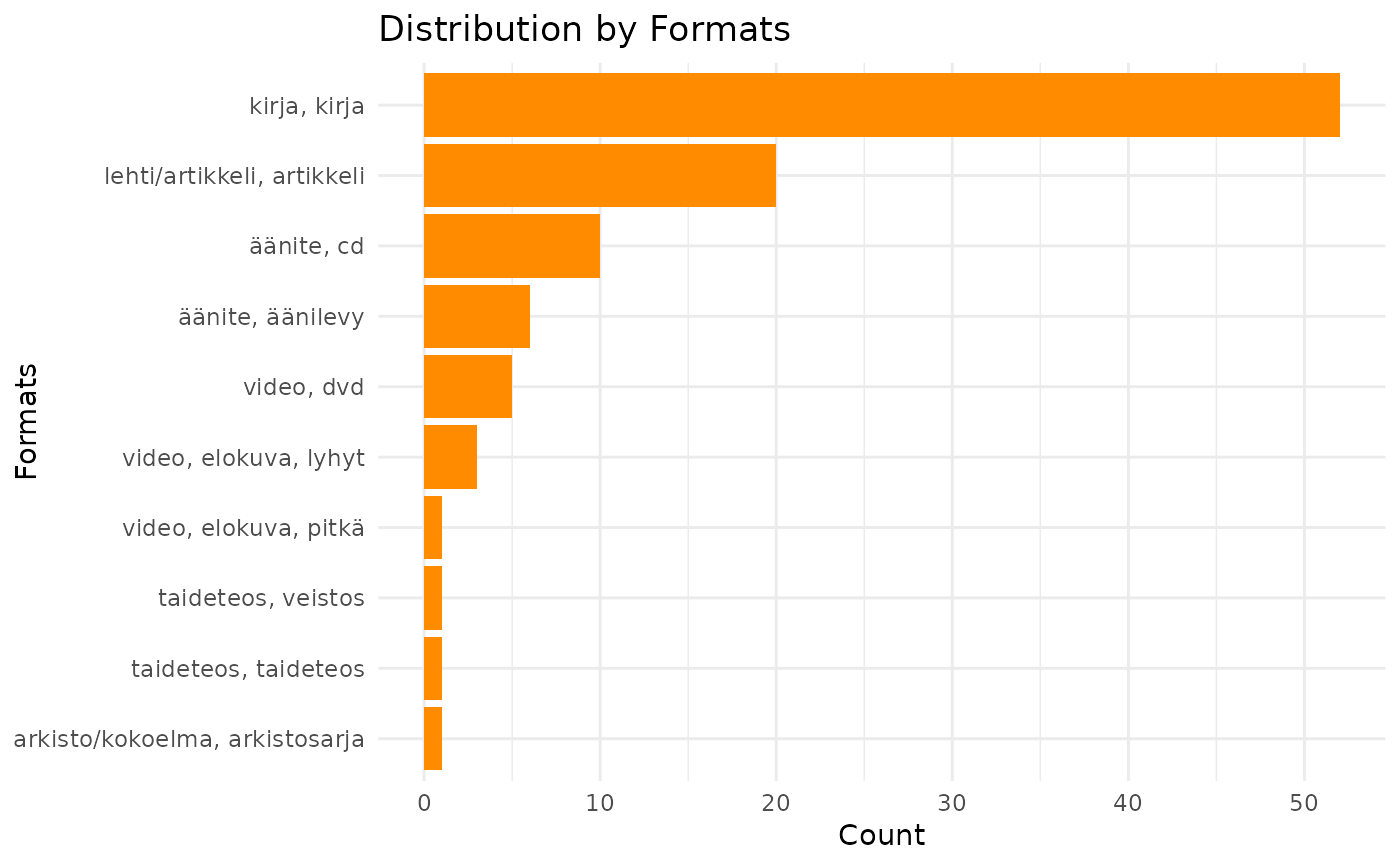 Distribution by Formats
kirja, kirja
lehti/artikkeli, artikkeli
äänite, cd
äänite, äänilevy
video, dvd
video, elokuva, lyhyt
video, elokuva, pitkä
taideteos, veistos
taideteos, taideteos
arkisto/kokoelma, arkistosarja
Formats
0 10 20 30 40 50
Count